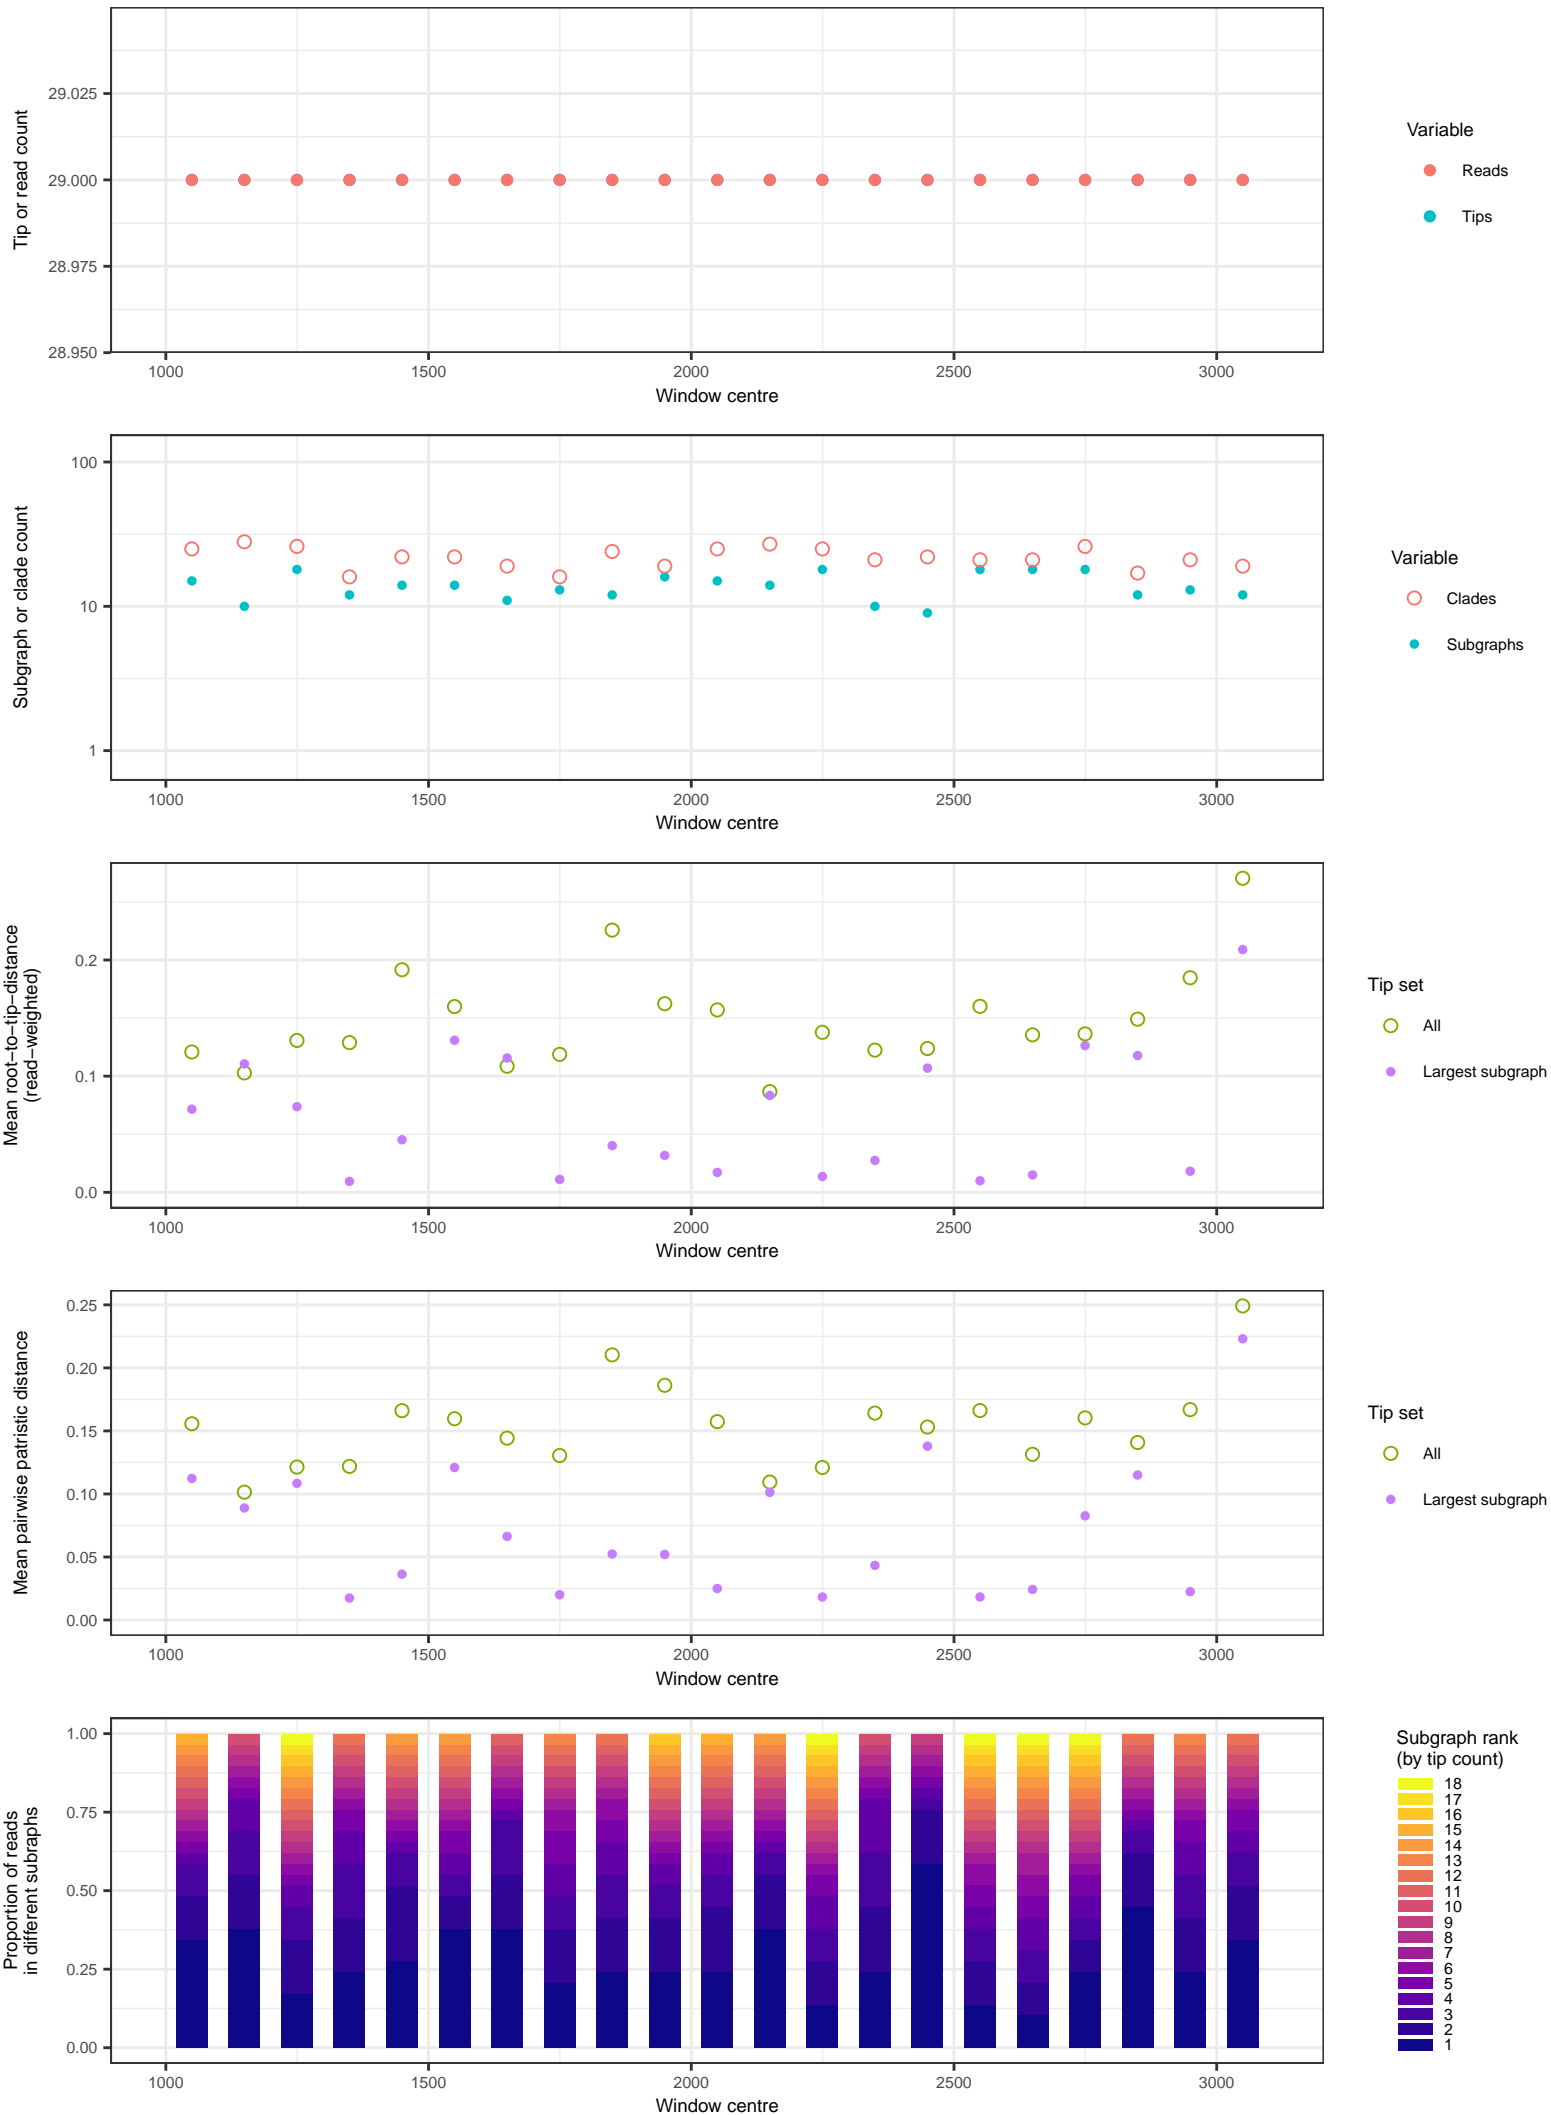 Tip or read count
29.025
29.000
28.975
28.950
1000 1500 2000 2500 3000
Window centre
Variable
Reads
Tips
Subgraph or clade count
100
10
1
1000 1500 2000 2500 3000
Window centre
Variable
Clades
Subgraphs
Mean root−to−tip−distance
(read−weighted)
0.2
0.1
0.0
1000 1500 2000 2500 3000
Window centre
Tip set
All
Largest subgraph
Mean pairwise patristic distance
0.25
0.20
0.15
0.10
0.05
0.00
1000 1500 2000 2500 3000
Window centre
Tip set
All
Largest subgraph
Proportion of reads
in different subraphs
1.00
0.75
0.50
0.25
0.00
1000 1500 2000 2500 3000
Window centre
Subgraph rank
(by tip count)
18
17
16
15
14
13
12
11
10
9
8
7
6
5
4
3
2
1